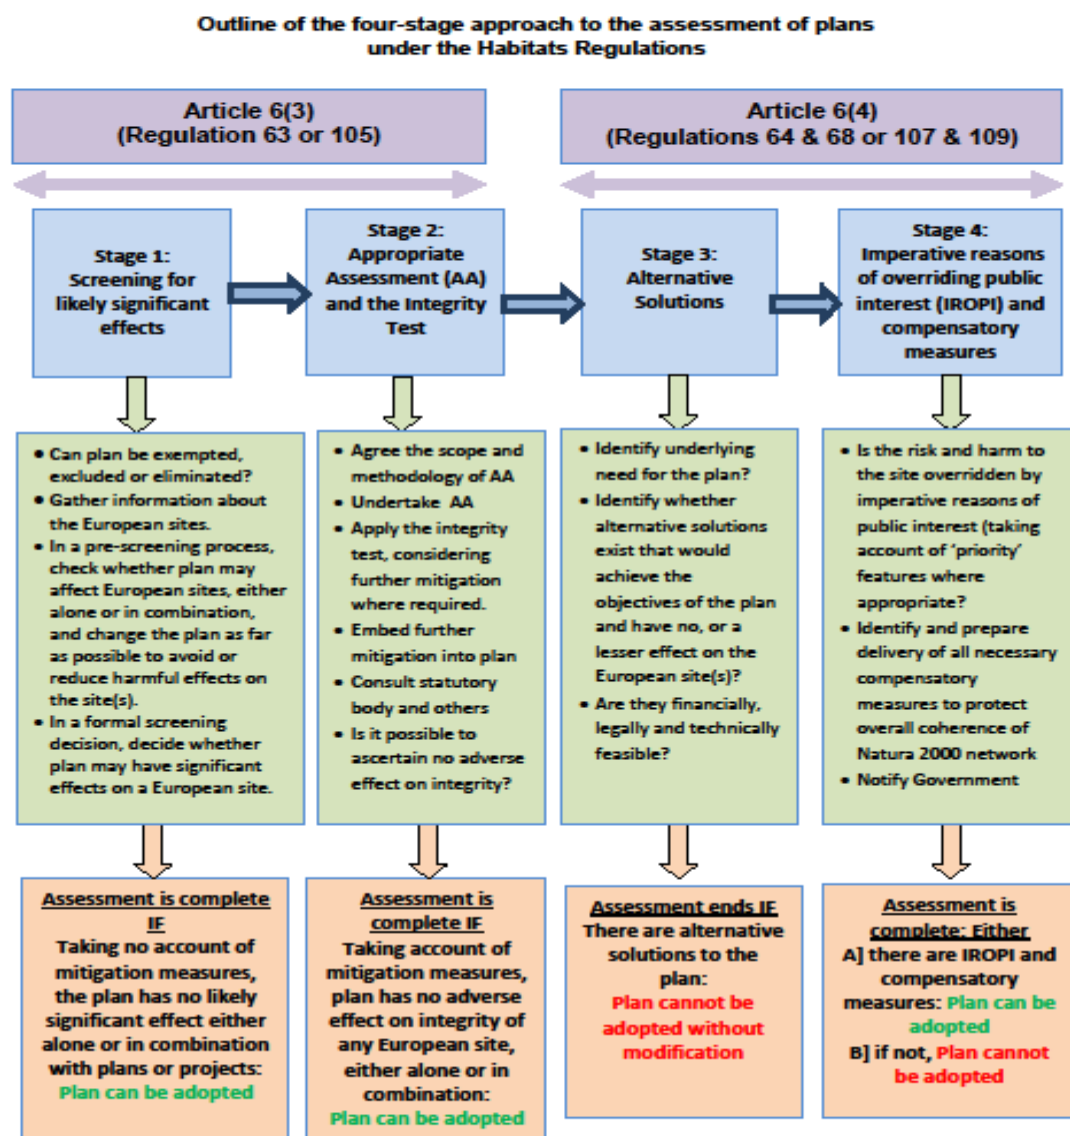 Outline of the four-stage approach to the assessment of plans
under the Habitats Regulations
Article 6(3)
(Regulation 63 or 105)
Article 6(4)
(Regulations 64 & 68 or 107 & 109)
Stage 1:
Screening for
likely significant
effects
Stage 2:
Appropriate
Assessment (AA)
and the Integrity
Test
Stage 3:
Alternative
Solutions
Stage 4:
Imperative reasons
of overriding public
interest (IROPI) and
compensatory
measures
• Can plan be exempted,
excluded or eliminated?
• Gather information about
the European sites.
• In a pre-screening process,
check whether plan may
affect European sites, either
alone or in combination,
and change the plan as far
as possible to avoid or
reduce harmful effects on
the site(s).
• In a formal screening
decision, decide whether
plan may have significant
effects on a European site.
• Agree the scope and
methodology of AA
• Undertake AA
• Apply the integrity
test, considering
further mitigation
where required.
• Embed further
mitigation into plan
• Consult statutory
body and others
• Is it possible to
ascertain no adverse
effect on integrity?
• Identify underlying
need for the plan?
• Identify whether
alternative solutions
exist that would
achieve the
objectives of the plan
and have no, or a
lesser effect on the
European site(s)?
• Are they financially,
legally and technically
feasible?
• Is the risk and harm to
the site overridden by
imperative reasons of
public interest (taking
account of ‘priority’
features where
appropriate?
• Identify and prepare
delivery of all necessary
compensatory
measures to protect
overall coherence of
Natura 2000 network
• Notify Government
Assessment is complete
IF
Taking no account of
mitigation measures,
the plan has no likely
significant effect either
alone or in combination
with plans or projects:
Plan can be adopted
Assessment is
complete IF
Taking account of
mitigation measures,
plan has no adverse
effect on integrity of
any European site,
either alone or in
combination:
Plan can be adopted
Assessment ends IF
There are alternative
solutions to the
plan:
Plan cannot be
adopted without
modification
Assessment is
complete: Either
A] there are IROPI and
compensatory
measures: Plan can be
adopted
B] if not, Plan cannot
be adopted